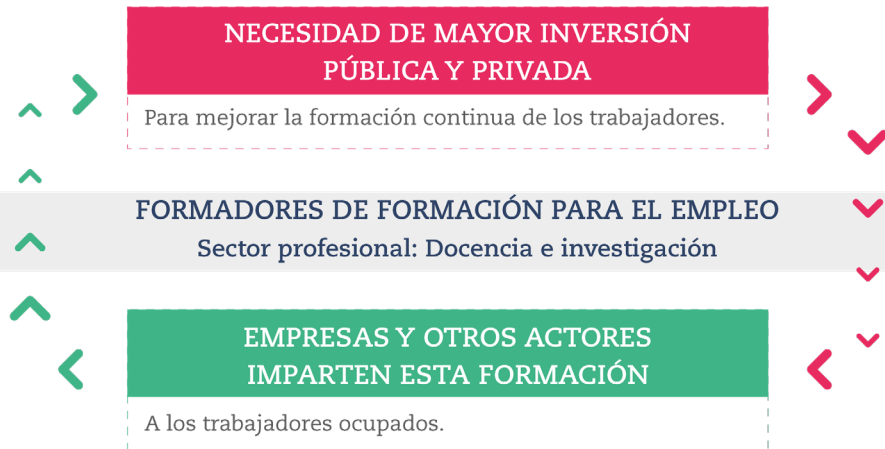 NECESIDAD DE MAYOR INVERSIÓN
PÚBLICA Y PRIVADA
Para mejorar la formación continua de los trabajadores.
FORMADORES DE FORMACIÓN PARA EL EMPLEO
Sector profesional: Docencia e investigación
EMPRESAS Y OTROS ACTORES
IMPARTEN ESTA FORMACIÓN
A los trabajadores ocupados.